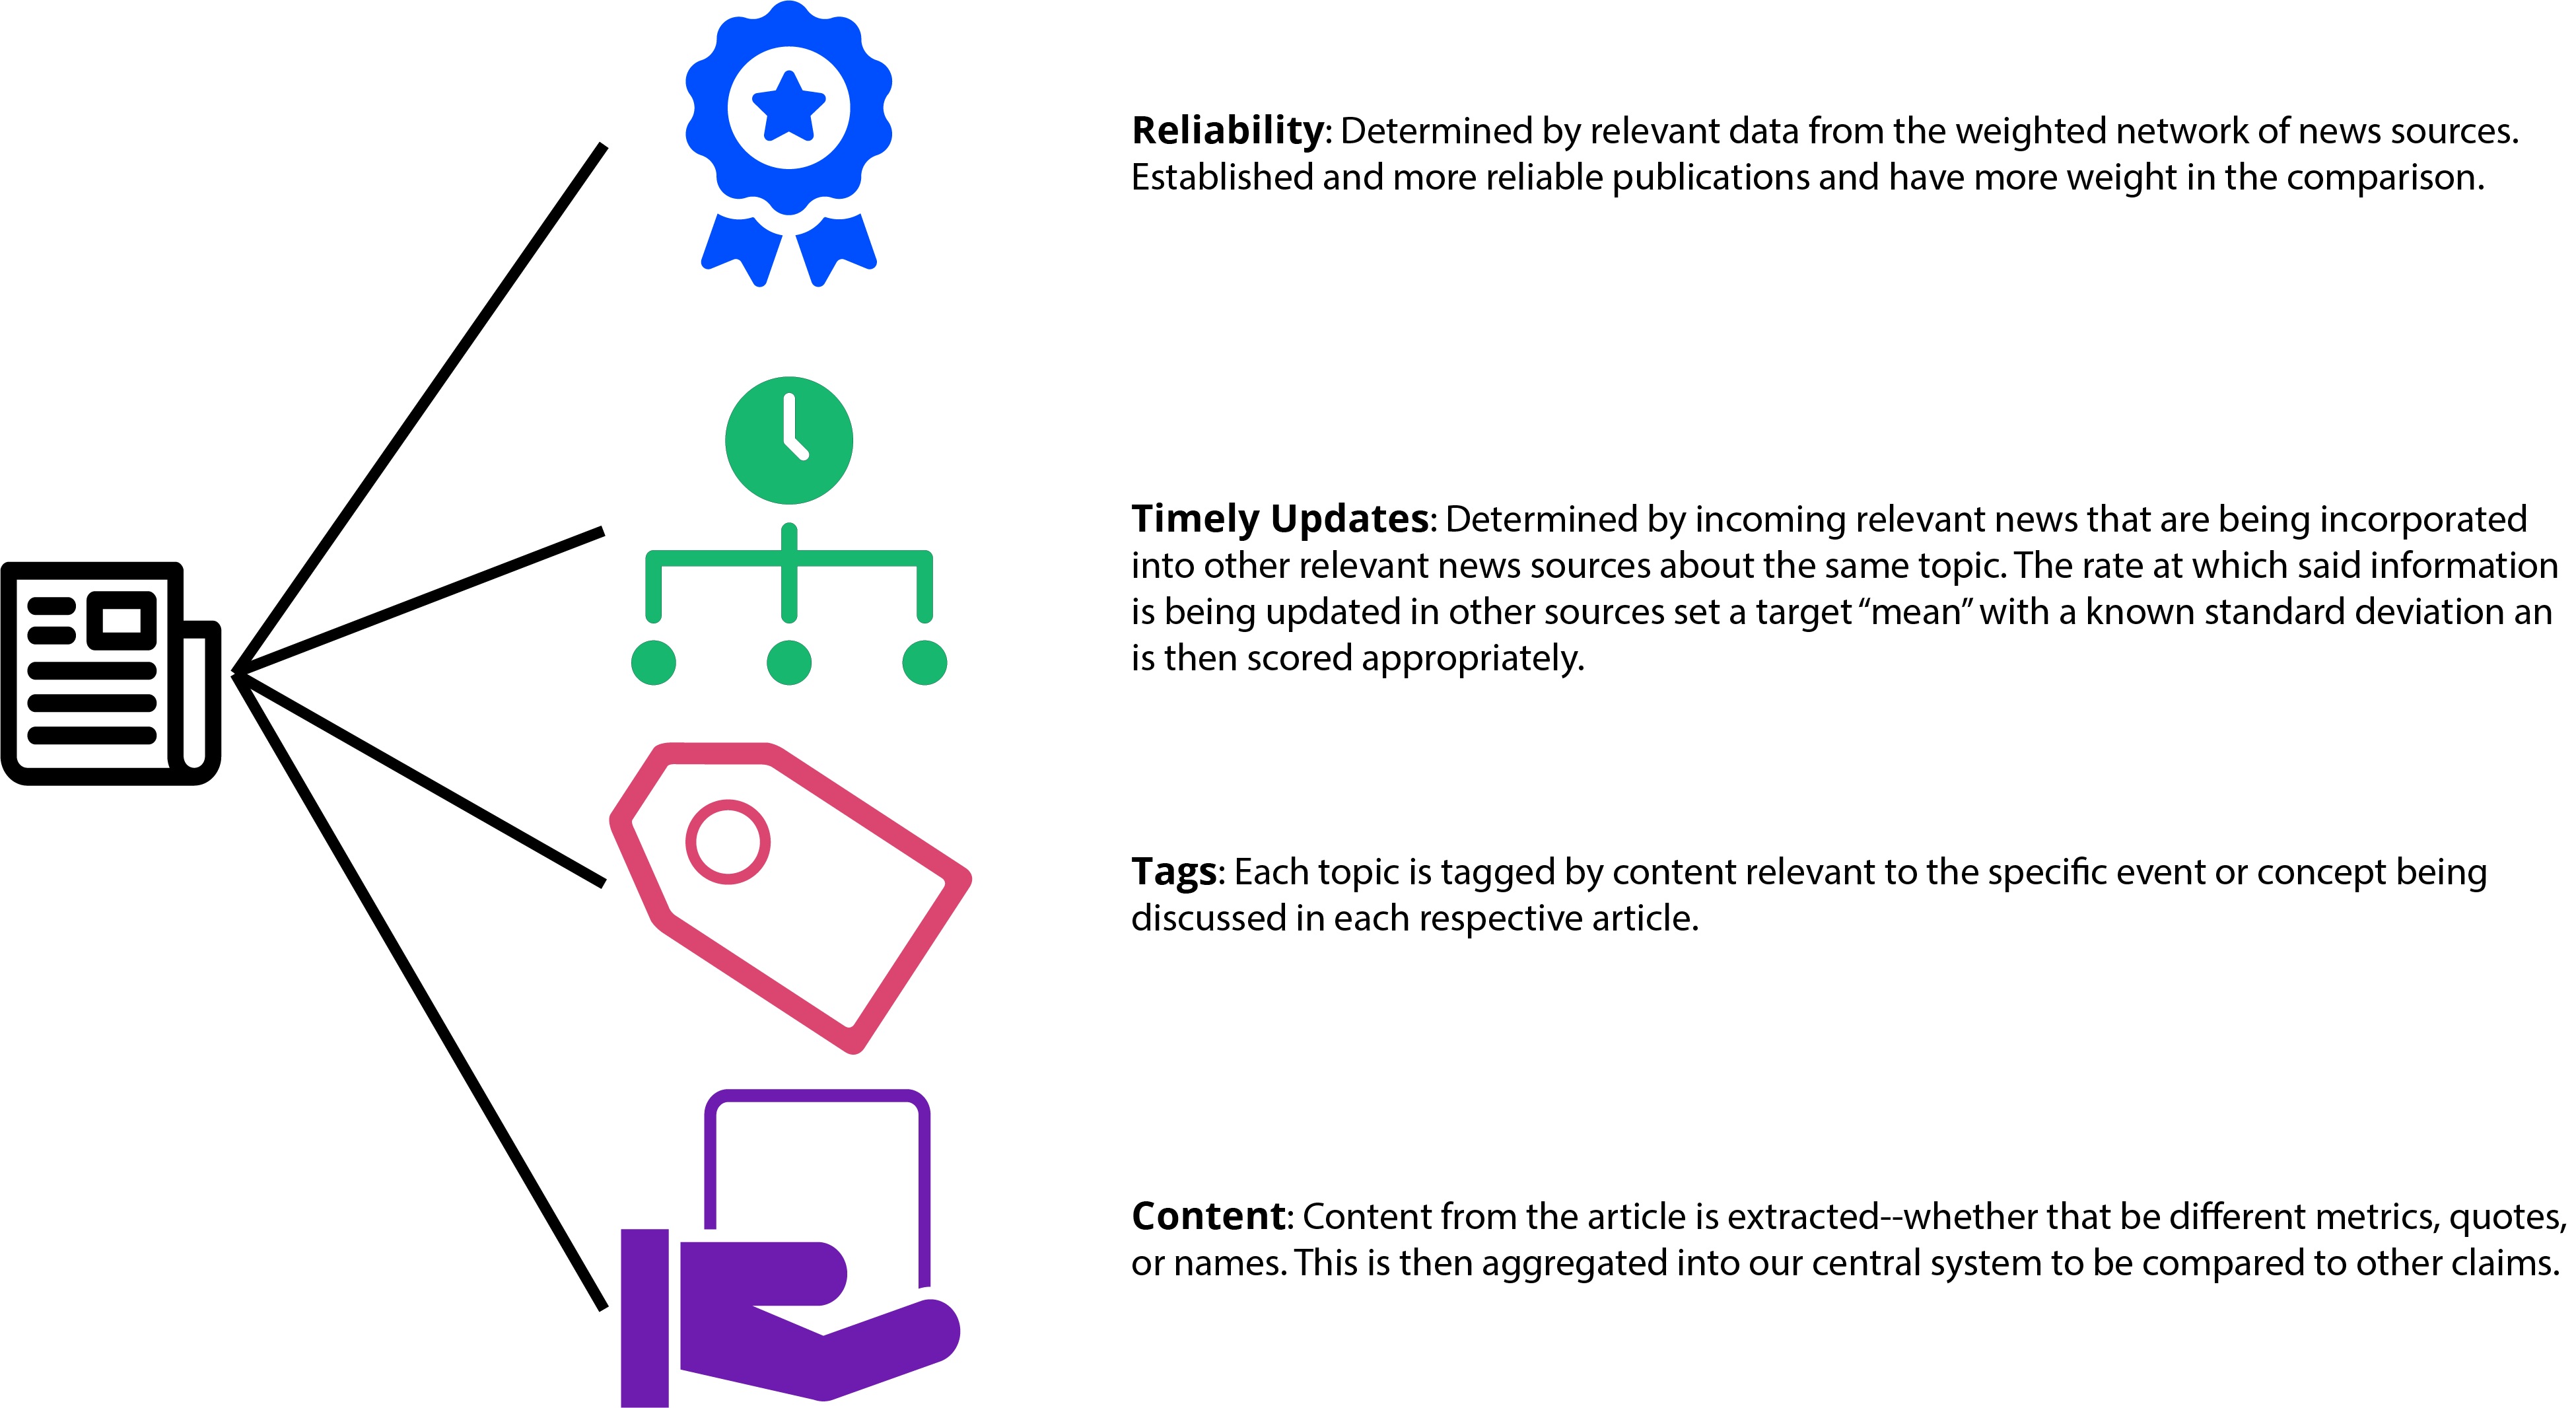 Reliability: Determined by relevant data from the weighted network of news sources.
Established and more reliable publications and have more weight in the comparison.
Timely Updates: Determined by incoming relevant news that are being incorporated
into other relevant news sources about the same topic. The rate at which said information
is being updated in other sources set a target “mean” with a known standard deviation an
is then scored appropriately.
Tags: Each topic is tagged by content relevant to the specific event or concept being
discussed in each respective article.
Content: Content from the article is extracted--whether that be different metrics, quotes,
or names. This is then aggregated into our central system to be compared to other claims.